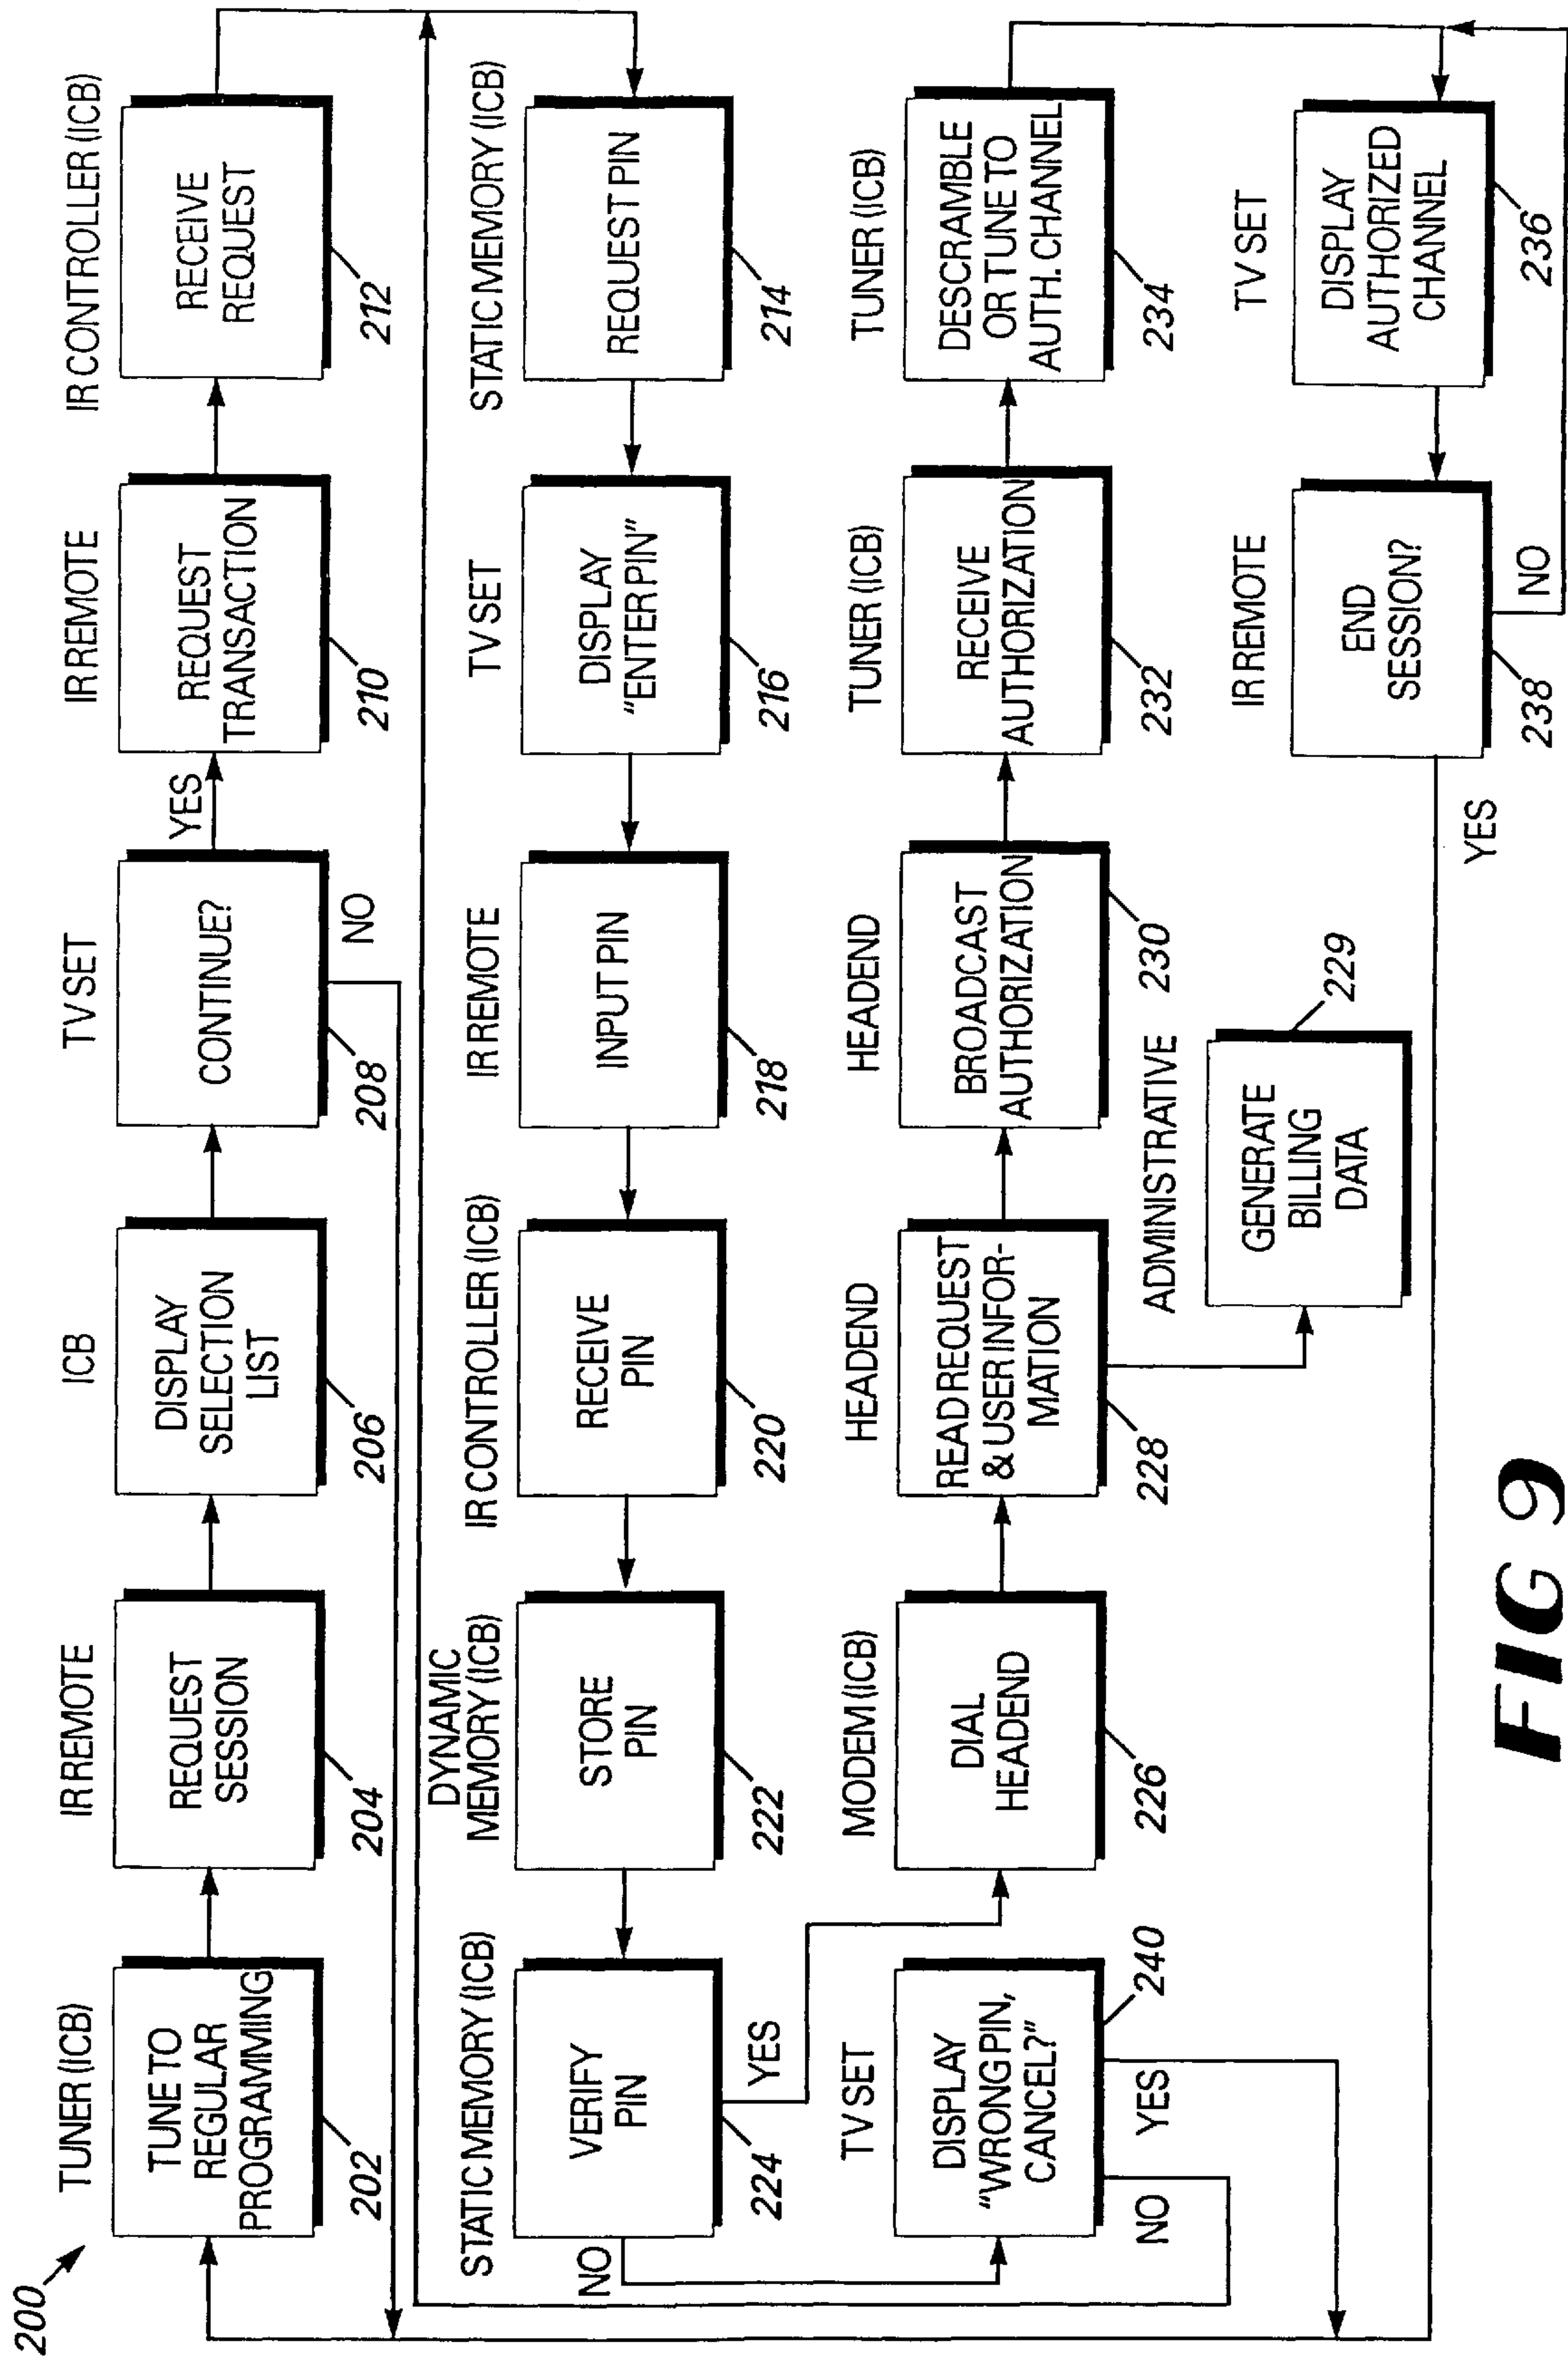 200
TUNER (ICB)
TUNE TO
REGULAR
PROGRAMMING
202
IR REMOTE
REQUEST
SESSION
204
ICB
DISPLAY
SELECTION
LIST
206
TV SET
CONTINUE?
208
NO
YES
IR REMOTE
REQUEST
TRANSACTION
210
IR CONTROLLER (ICB)
RECEIVE
REQUEST
212
STATIC MEMORY (ICB)
REQUEST PIN
214
TV SET
DISPLAY
"ENTER PIN"
216
IR REMOTE
INPUT PIN
218
IR CONTROLLER (ICB)
RECEIVE
PIN
220
DYNAMIC
MEMORY (ICB)
STORE
PIN
222
STATIC MEMORY (ICB)
VERIFY
PIN
224
NO
YES
TV SET
DISPLAY
"WRONG PIN,
CANCEL?"
240
NO
YES
MODEM (ICB)
DIAL
HEADEND
226
HEADEND
READ REQUEST
& USER INFOR-
MATION
228
ADMINISTRATIVE
GENERATE
BILLING
DATA
229
HEADEND
BROADCAST
AUTHORIZATION
230
TUNER (ICB)
RECEIVE
AUTHORIZATION
232
TUNER (ICB)
DESCRAMBLE
OR TUNE TO
AUTH. CHANNEL
234
TV SET
DISPLAY
AUTHORIZED
CHANNEL
236
IR REMOTE
END
SESSION?
238
NO
YES
FIG 9